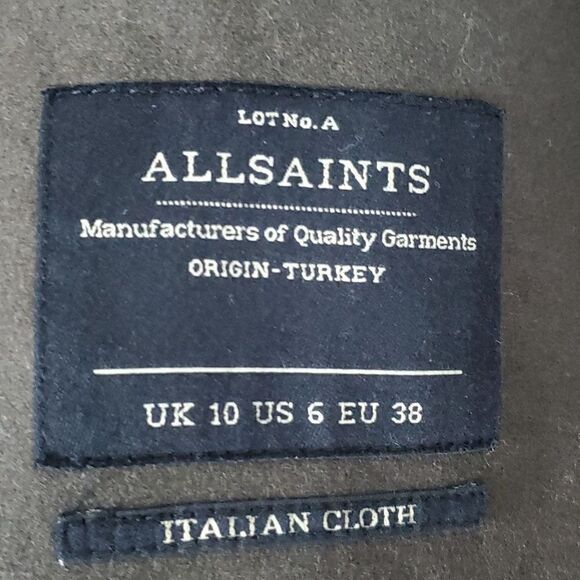 LOT No. A
ALLSAINTS
Manufacturers of Quality Garments
ORIGIN-TURKEY
UK 10 US 6 EU 38
ITALIAN CLOTH